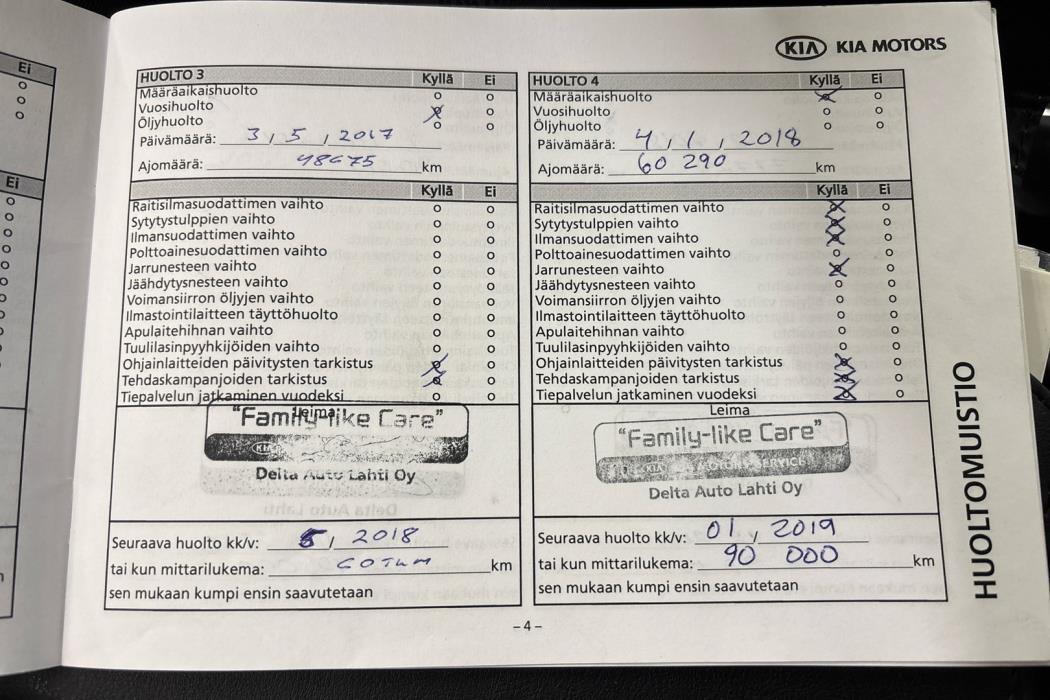 Ei
Ei
KIA KIA MOTORS
HUOLTO 3 Kyllä Ei
Määräaikaishuolto
Vuosihuolto
Öljyhuolto
Päivämäärä: 3 / 5 / 2017
Ajomäärä: 48675 km
Kyllä Ei
Raitisilmasuodattimen vaihto
Sytytystulppien vaihto
Ilmansuodattimen vaihto
Polttoainesuodattimen vaihto
Jarrunesteen vaihto
Jäähdytysnesteen vaihto
Voimansiirron öljyjen vaihto
Ilmastointilaitteen täyttöhuolto
Apulaitehihnan vaihto
Tuulilasinpyyhkijöiden vaihto
Ohjainlaitteiden päivitysten tarkistus
Tehdaskampanjoiden tarkistus
Tiepalvelun jatkaminen vuodeksi
Leima
“Family-like Care”
KIA
Delta Auto Lahti Oy
Seuraava huolto kk/v: 5 / 2018
tai kun mittarilukema: km
sen mukaan kumpi ensin saavutetaan
HUOLTO 4 Kyllä Ei
Määräaikaishuolto
Vuosihuolto
Öljyhuolto
Päivämäärä: 4 / 1 / 2018
Ajomäärä: 60 290 km
Kyllä Ei
Raitisilmasuodattimen vaihto
Sytytystulppien vaihto
Ilmansuodattimen vaihto
Polttoainesuodattimen vaihto
Jarrunesteen vaihto
Jäähdytysnesteen vaihto
Voimansiirron öljyjen vaihto
Ilmastointilaitteen täyttöhuolto
Apulaitehihnan vaihto
Tuulilasinpyyhkijöiden vaihto
Ohjainlaitteiden päivitysten tarkistus
Tehdaskampanjoiden tarkistus
Tiepalvelun jatkaminen vuodeksi
Leima
“Family-like Care”
KIA MOTORS SERVICE
Delta Auto Lahti Oy
Seuraava huolto kk/v: 01 / 2019
tai kun mittarilukema: 90 000 km
sen mukaan kumpi ensin saavutetaan
HUOLTOMUISTIO
– 4 –